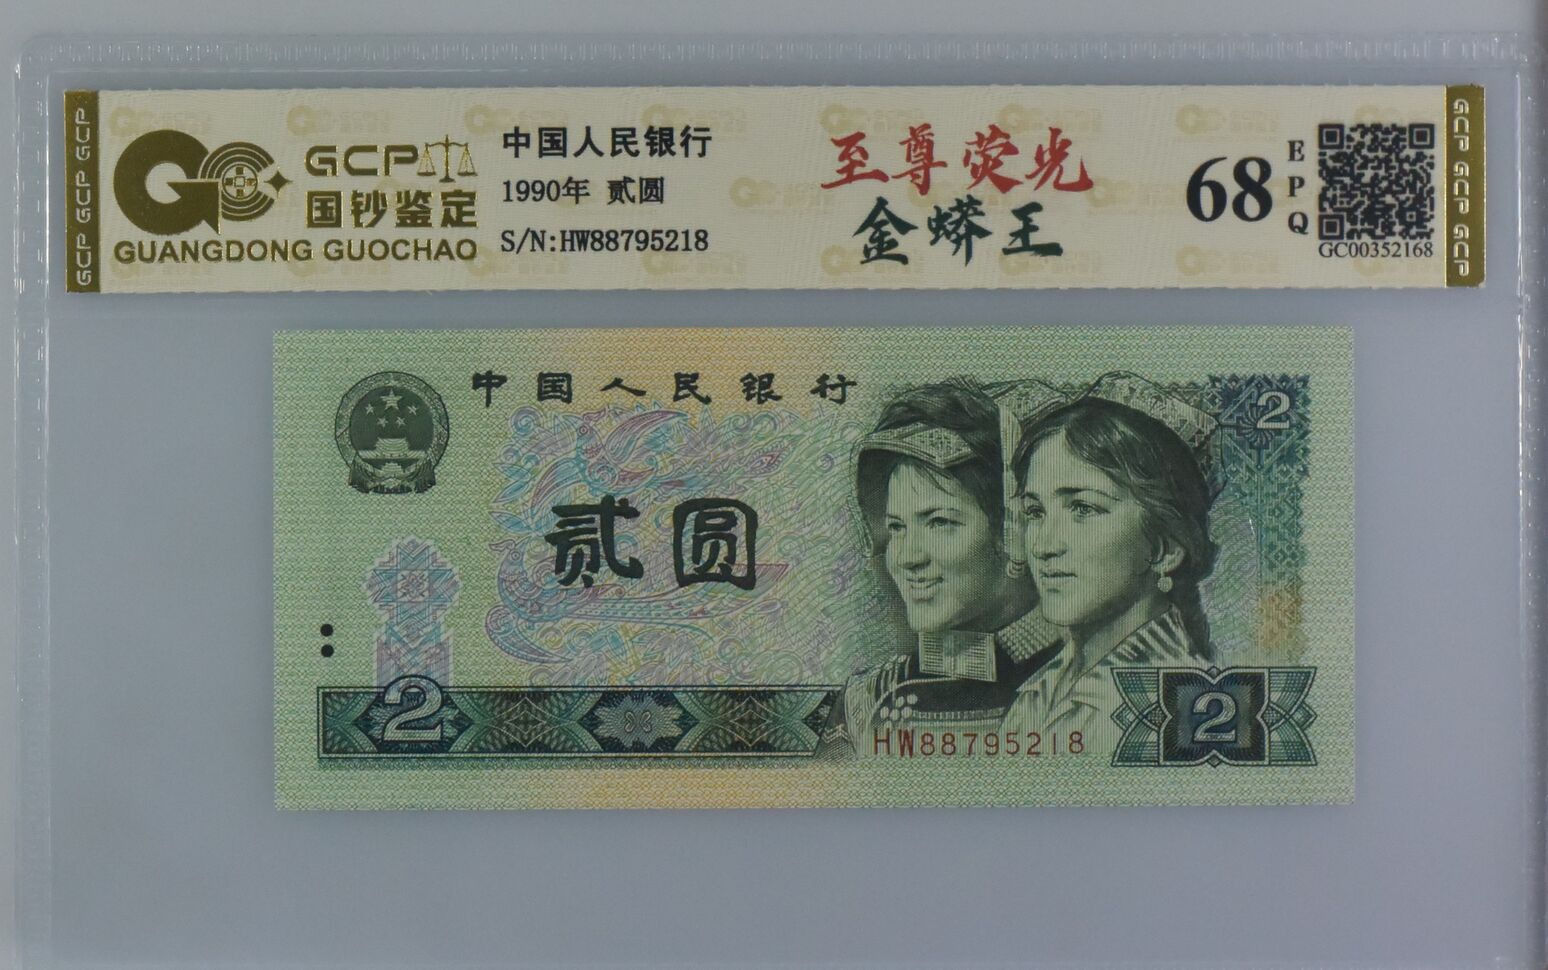 GCP GCP GCP
GCP
国钞鉴定
GUANGDONG GUOCHAO
中国人民银行
1990年 贰圆
S/N:HW88795218
至尊荧光
金蟒王
68
EPQ
GC00352168
GCP GCP GCP
中国人民银行
2
贰圆
2
HW88795218
2